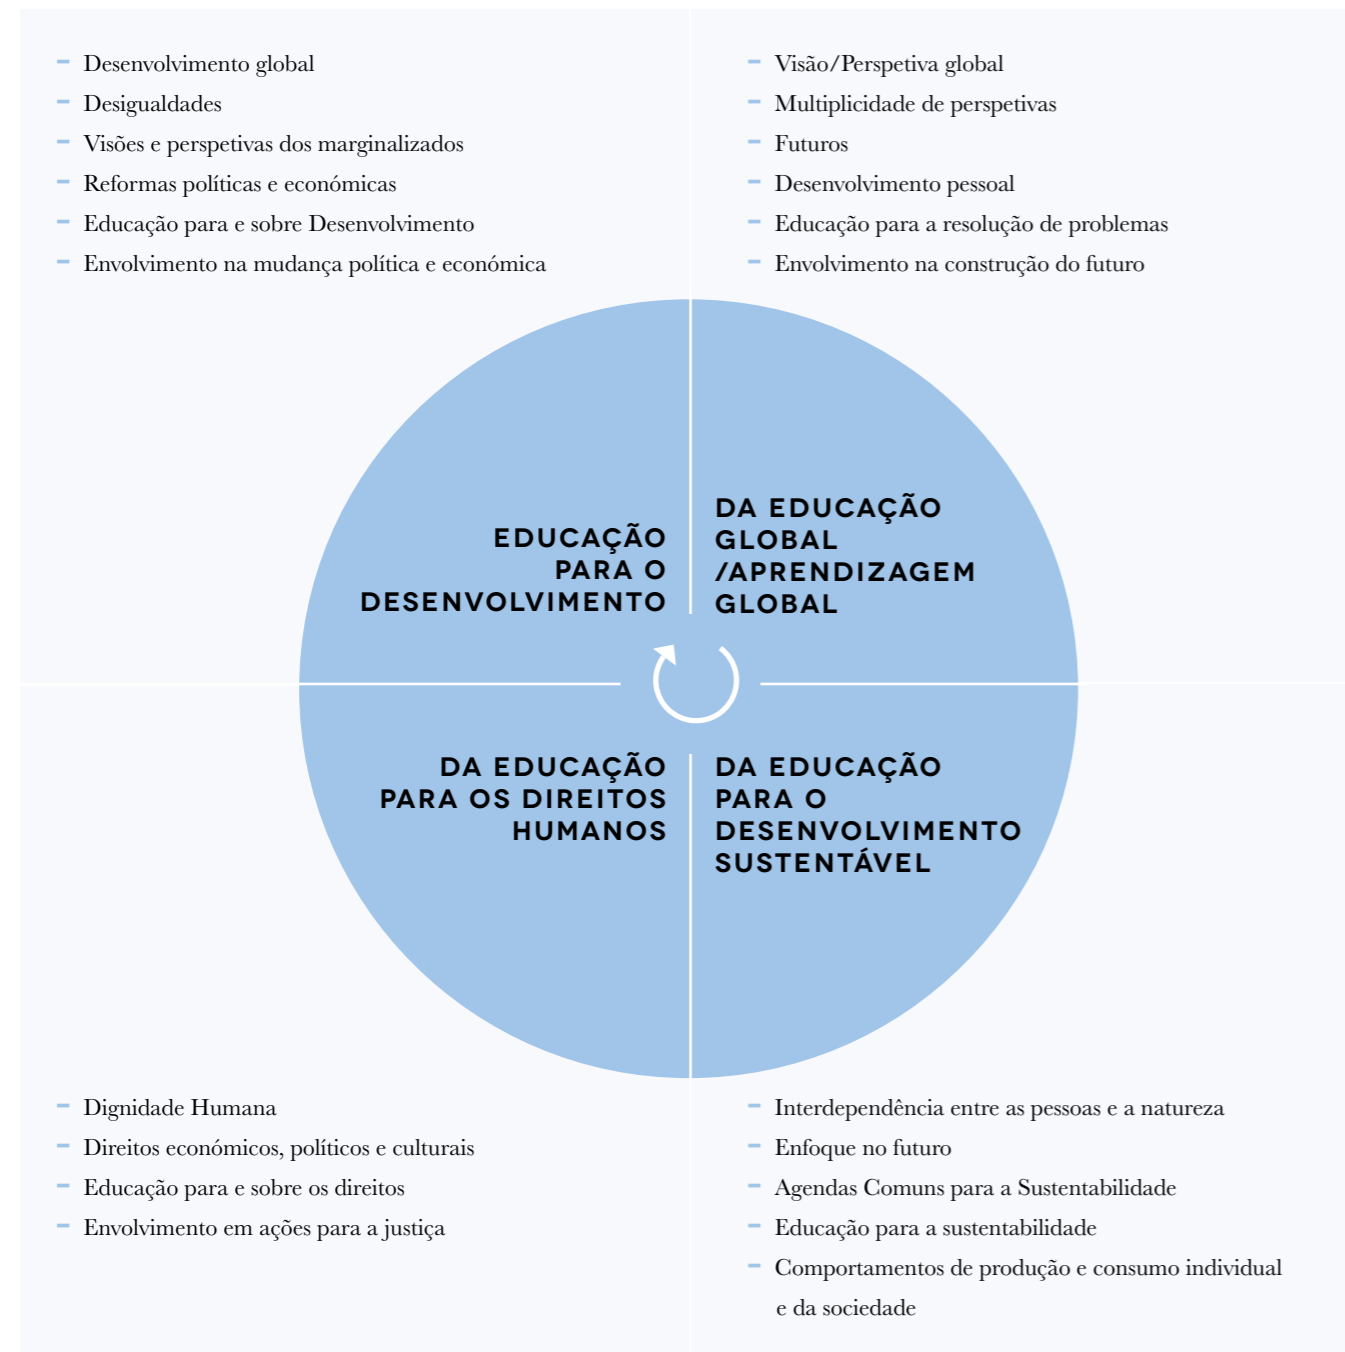 – Desenvolvimento global
– Desigualdades
– Visões e perspetivas dos marginalizados
– Reformas políticas e económicas
– Educação para e sobre Desenvolvimento
– Envolvimento na mudança política e económica
– Visão/Perspetiva global
– Multiplicidade de perspetivas
– Futuros
– Desenvolvimento pessoal
– Educação para a resolução de problemas
– Envolvimento na construção do futuro
EDUCAÇÃO
PARA O
DESENVOLVIMENTO
DA EDUCAÇÃO
GLOBAL
/APRENDIZAGEM
GLOBAL
DA EDUCAÇÃO
PARA OS DIREITOS
HUMANOS
DA EDUCAÇÃO
PARA O
DESENVOLVIMENTO
SUSTENTÁVEL
– Dignidade Humana
– Direitos económicos, políticos e culturais
– Educação para e sobre os direitos
– Envolvimento em ações para a justiça
– Interdependência entre as pessoas e a natureza
– Enfoque no futuro
– Agendas Comuns para a Sustentabilidade
– Educação para a sustentabilidade
– Comportamentos de produção e consumo individual
e da sociedade